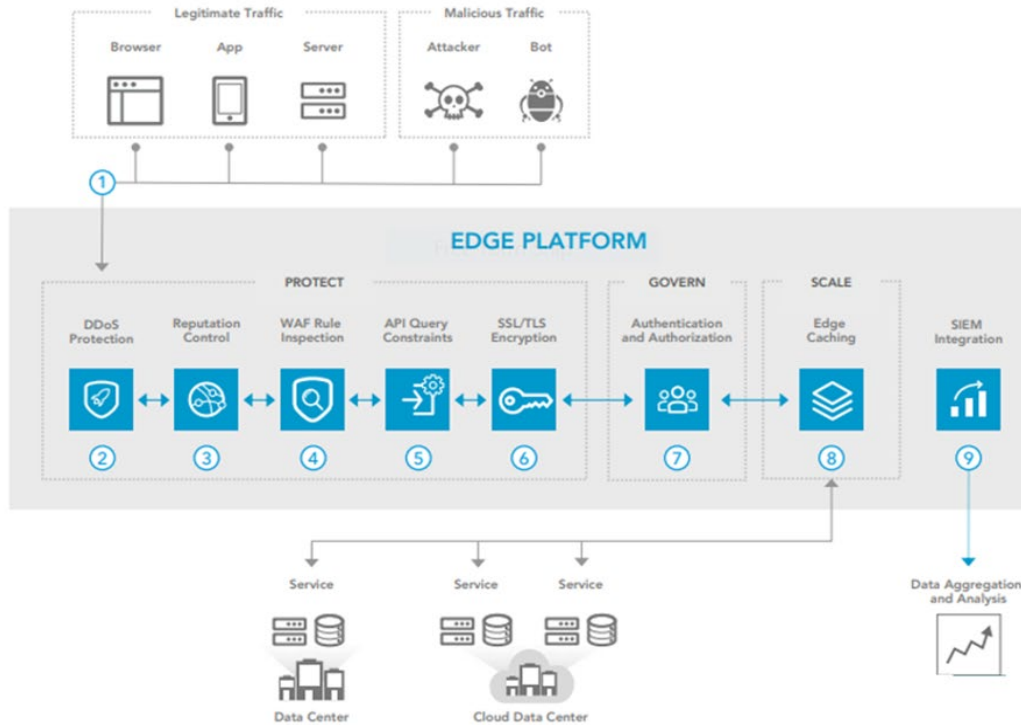 Legitimate Traffic
Malicious Traffic
Browser
App
Server
Attacker
Bot
1
EDGE PLATFORM
PROTECT
GOVERN
SCALE
DDoS
Protection
Reputation
Control
WAF Rule
Inspection
API Query
Constraints
SSL/TLS
Encryption
Authentication
and Authorization
Edge
Caching
SIEM
Integration
2
3
4
5
6
7
8
9
Service
Service
Service
Data Aggregation
and Analysis
Data Center
Cloud Data Center